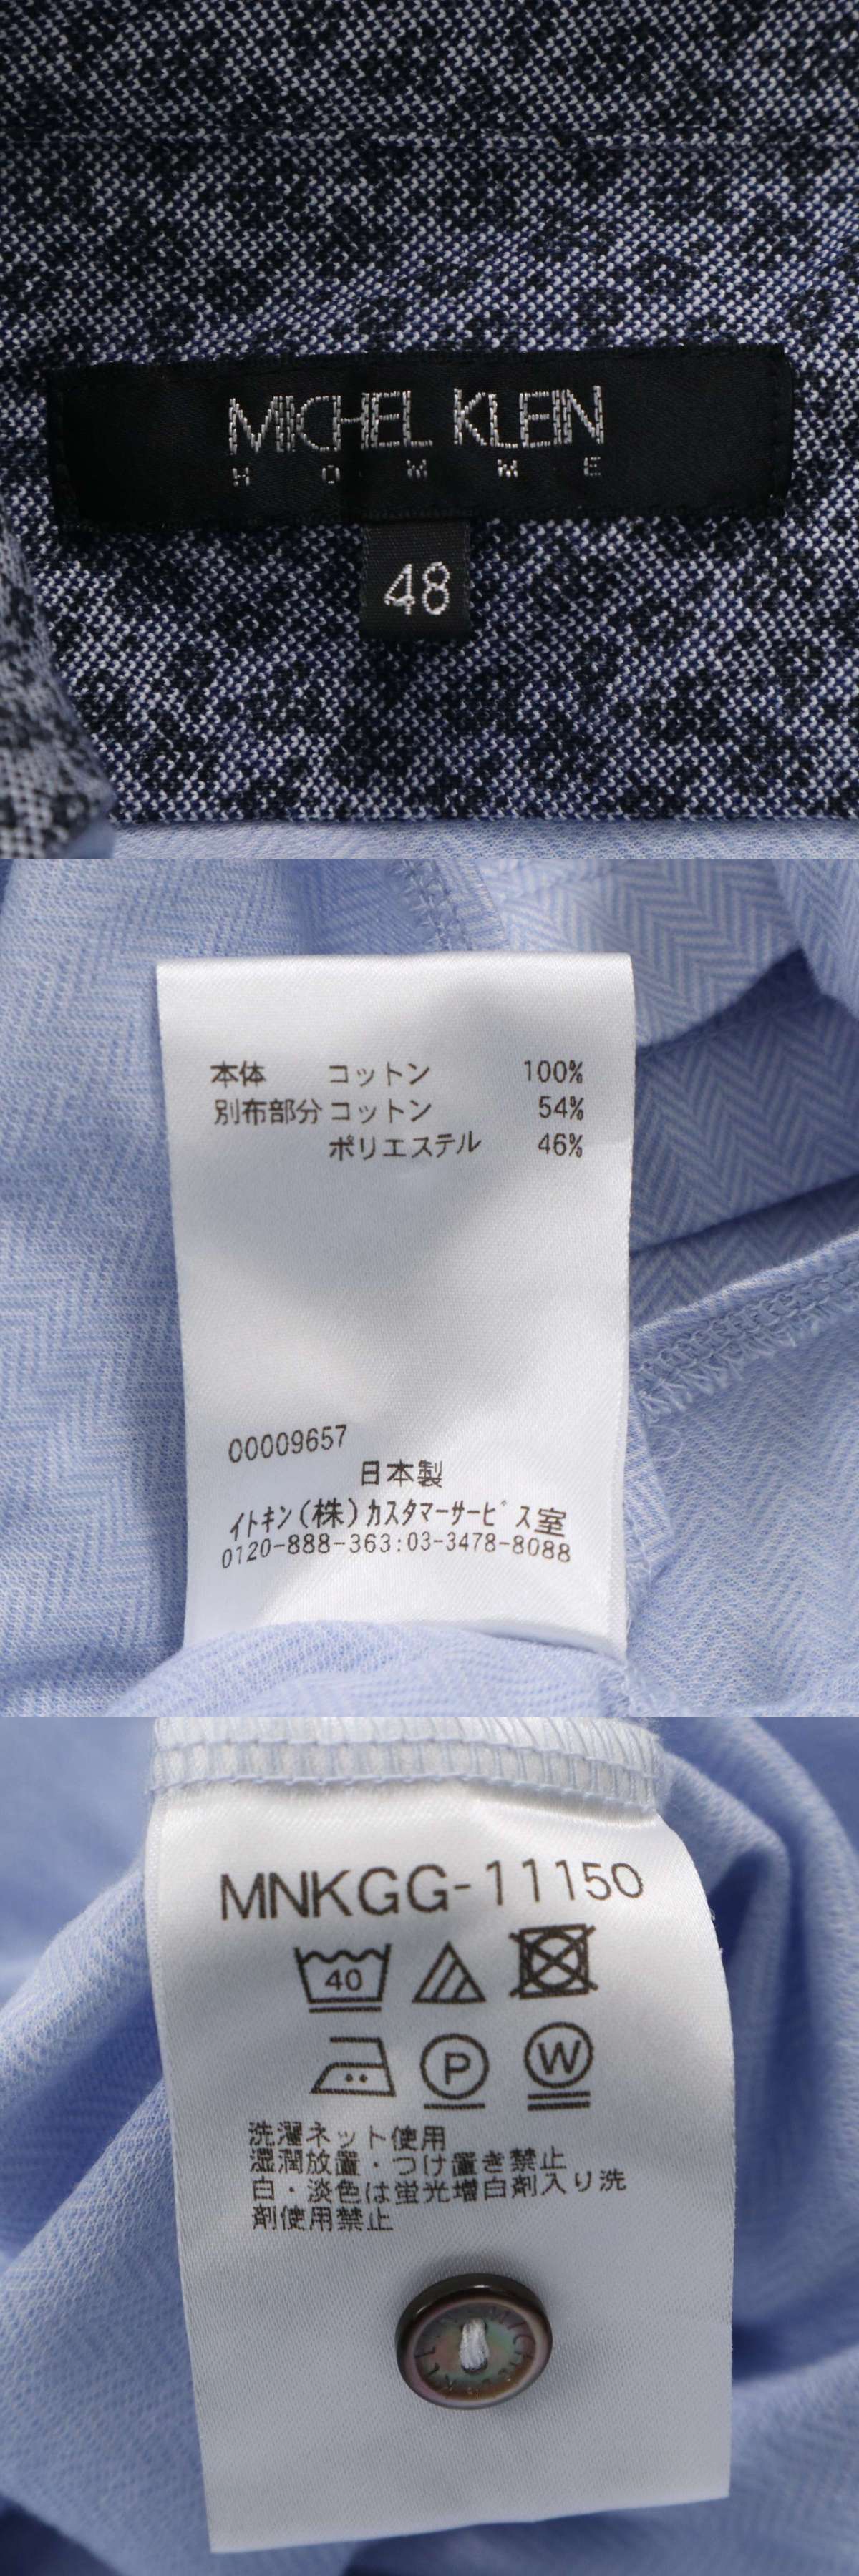 MICHEL KLEIN
HOMME
48
本体 コットン 100%
別布部分 コットン 54%
ポリエステル 46%
00009657
日本製
イトキン(株)カスタマーサービス室
0120-888-363:03-3478-8088
MNKGG-11150
40
P W
洗濯ネット使用
湿潤放置・つけ置き禁止
白・淡色は蛍光増白剤入り洗
剤使用禁止